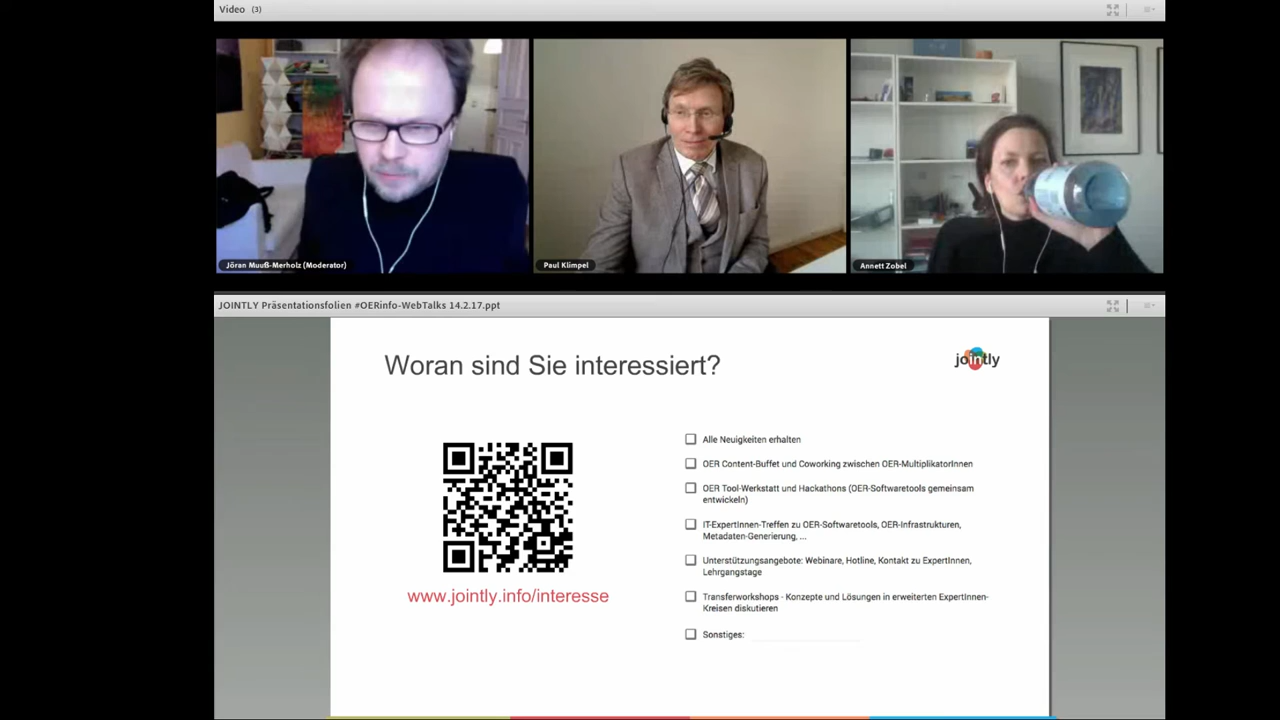 Video (3)
Jöran Muuß-Merholz (Moderator)
Paul Klimpel
Annett Zobel
JOINTLY Präsentationsfolien #OERinfo-WebTalks 14.2.17.ppt
Woran sind Sie interessiert?
jointly
Alle Neuigkeiten erhalten
OER Content-Buffet und Coworking zwischen OER-MultiplikatorInnen
OER Tool-Werkstatt und Hackathons (OER-Softwaretools gemeinsam
entwickeln)
IT-ExpertInnen-Treffen zu OER-Softwaretools, OER-Infrastrukturen,
Metadaten-Generierung, ...
Unterstützungsangebote: Webinare, Hotline, Kontakt zu ExpertInnen,
Lehrgangstage
Transferworkshops - Konzepte und Lösungen in erweiterten ExpertInnen-
Kreisen diskutieren
Sonstiges:
www.jointly.info/interesse